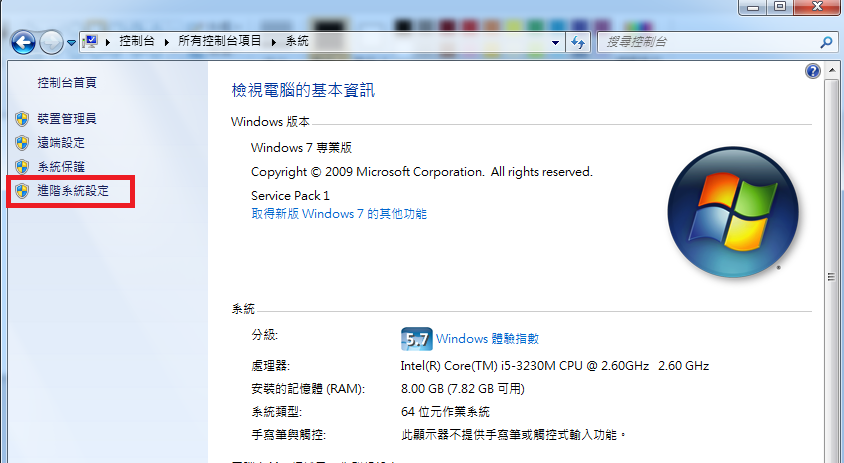 控制台 ▸ 所有控制台項目 ▸ 系統
搜尋控制台
控制台首頁
裝置管理員
遠端設定
系統保護
進階系統設定
檢視電腦的基本資訊
Windows 版本
Windows 7 專業版
Copyright © 2009 Microsoft Corporation. All rights reserved.
Service Pack 1
取得新版 Windows 7 的其他功能
系統
分級: 5.7 Windows 體驗指數
處理器: Intel(R) Core(TM) i5-3230M CPU @ 2.60GHz 2.60 GHz
安裝的記憶體 (RAM): 8.00 GB (7.82 GB 可用)
系統類型: 64 位元作業系統
手寫筆與觸控: 此顯示器不提供手寫筆或觸控式輸入功能。